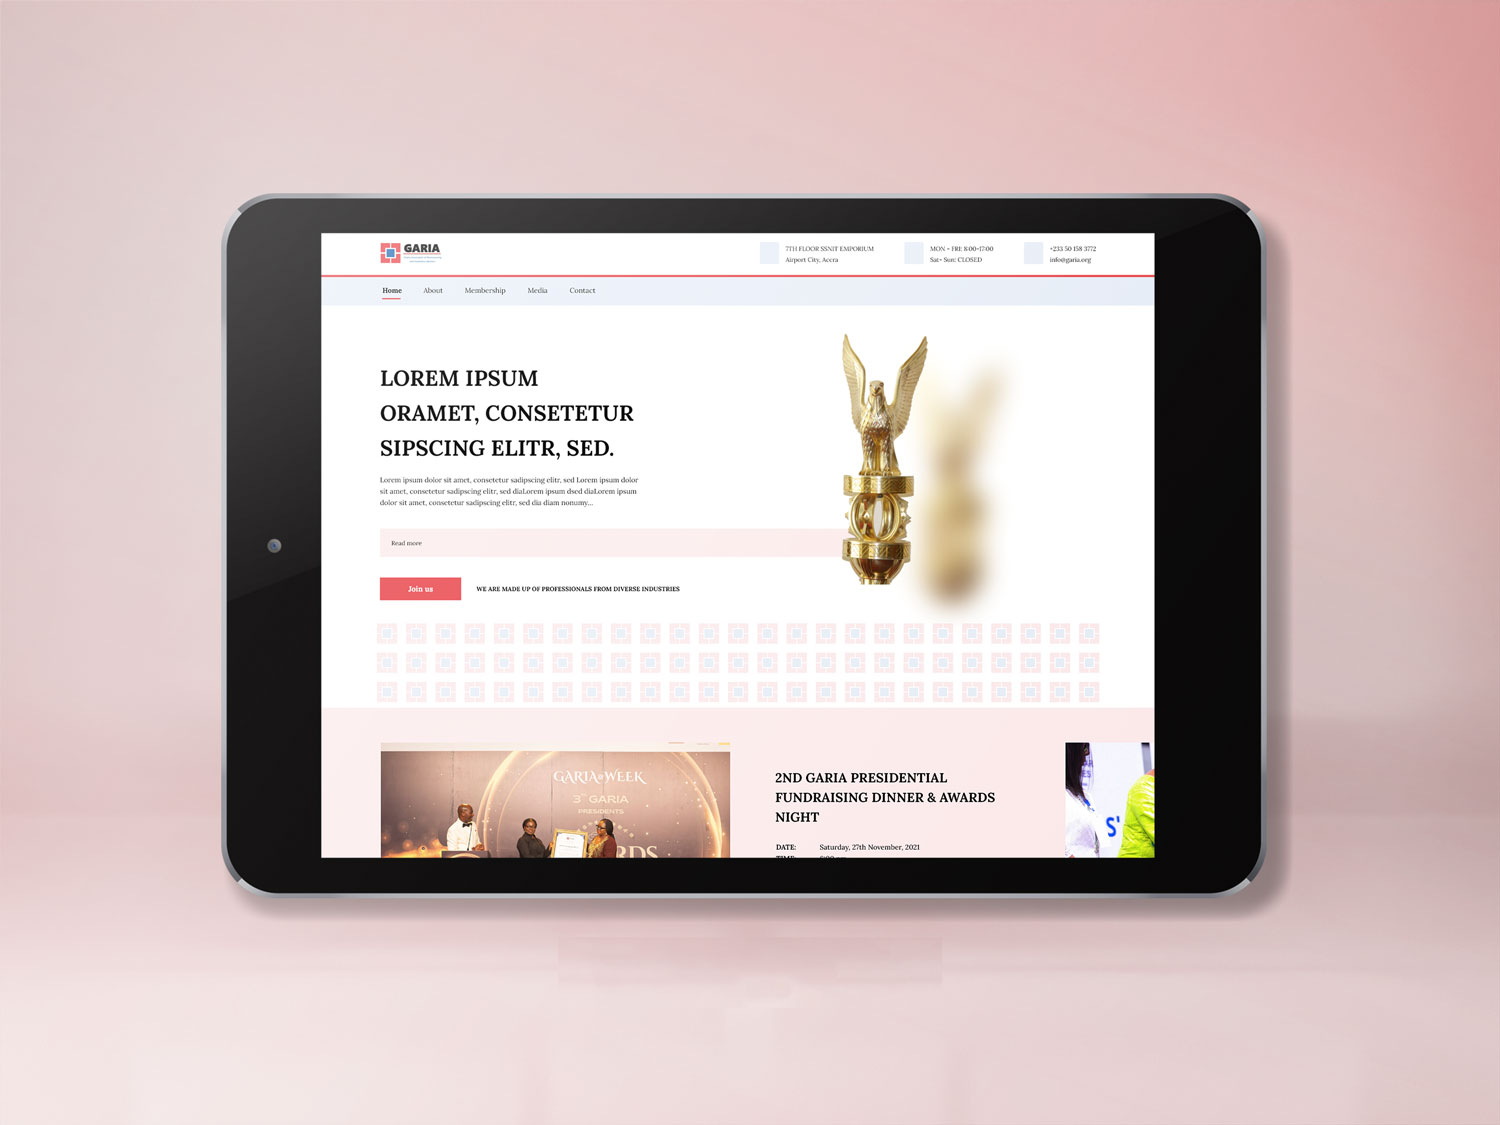 GARIA
7TH FLOOR SSNIT EMPORIUM
Airport City, Accra
MON - FRI: 8:00-17:00
Sat- Sun: CLOSED
+233 50 158 3772
info@garia.org
Home
About
Membership
Media
Contact
LOREM IPSUM
ORAMET, CONSETETUR
SIPSCING ELITR, SED.
Lorem ipsum dolor sit amet, consetetur sadipscing elitr, sed Lorem ipsum dolor
sit amet, consetetur sadipscing elitr, sed diaLorem ipsum dsed diaLorem ipsum
dolor sit amet, consetetur sadipscing elitr, sed dia diam nonumy...
Read more
Join us
WE ARE MADE UP OF PROFESSIONALS FROM DIVERSE INDUSTRIES
GARIA WEEK
3RD GARIA
PRESIDENTS
2ND GARIA PRESIDENTIAL
FUNDRAISING DINNER & AWARDS
NIGHT
DATE: Saturday, 27th November, 2021